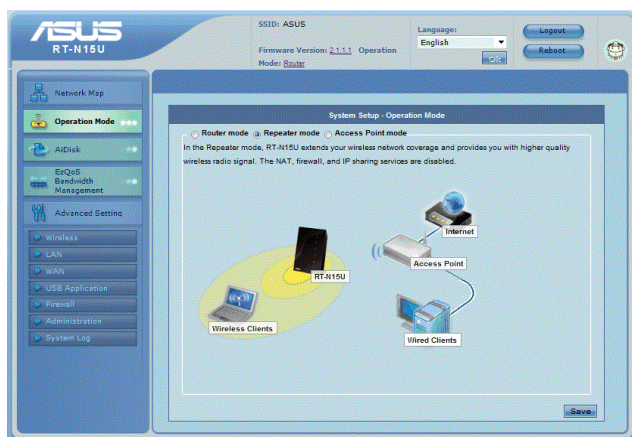 ASUS
RT-N15U
SSID: ASUS
Firmware Version: 2.1.1.1 Operation
Mode: Router
Language:
English
OK
Logout
Reboot
Network Map
Operation Mode
AiDisk
EzQoS
Bandwidth
Management
Advanced Setting
Wireless
LAN
WAN
USB Application
Firewall
Administration
System Log
System Setup - Operation Mode
Router mode Repeater mode Access Point mode
In the Repeater mode, RT-N15U extends your wireless network coverage and provides you with higher quality
wireless radio signal. The NAT, firewall, and IP sharing services are disabled.
Internet
Access Point
RT-N15U
Wireless Clients
Wired Clients
Save